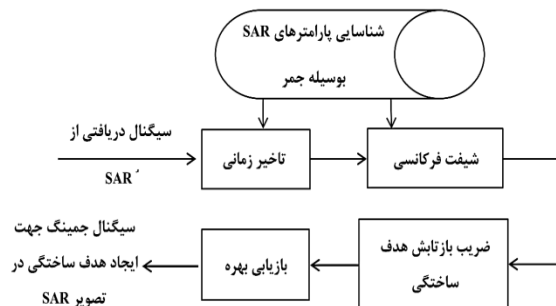 شناسایی پارامترهای SAR
بوسیله جمر
سیگنال دریافتی از
SAR
تاخیر زمانی
شیفت فرکانسی
ضریب بازتابش هدف
ساختگی
بازیابی بهره
سیگنال جمینگ جهت
ایجاد هدف ساختگی در
تصویر SAR